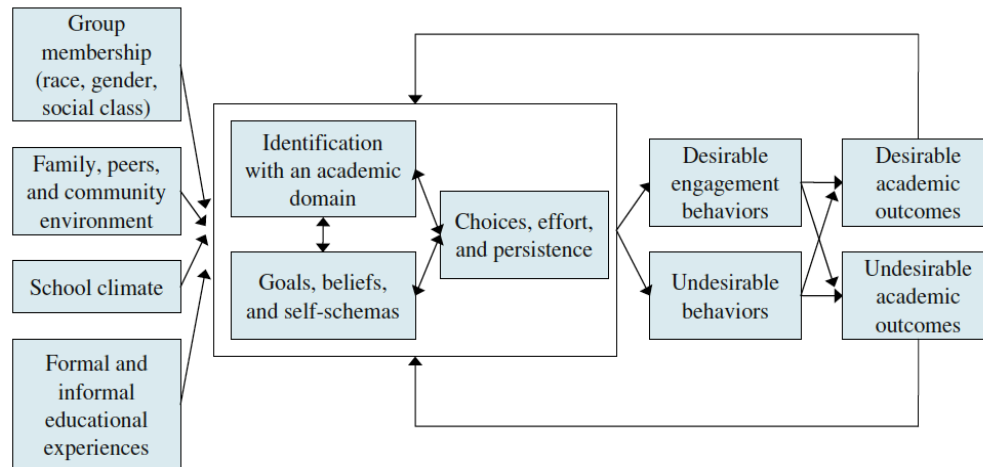 Group
membership
(race, gender,
social class)
Family, peers,
and community
environment
School climate
Formal and
informal
educational
experiences
Identification
with an academic
domain
Goals, beliefs,
and self-schemas
Choices, effort,
and persistence
Desirable
engagement
behaviors
Undesirable
behaviors
Desirable
academic
outcomes
Undesirable
academic
outcomes